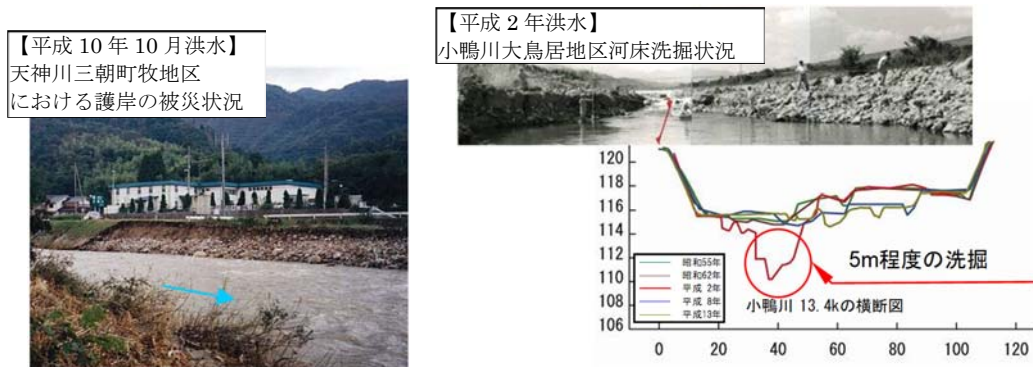 【平成 10 年 10 月洪水】
天神川三朝町牧地区
における護岸の被災状況
【平成 2 年洪水】
小鴨川大鳥居地区河床洗掘状況
120
118
116
114
112
110
108
106
昭和55年
昭和62年
平成 2年
平成 8年
平成13年
5m程度の洗掘
小鴨川 13.4kの横断図
0 20 40 60 80 100 120